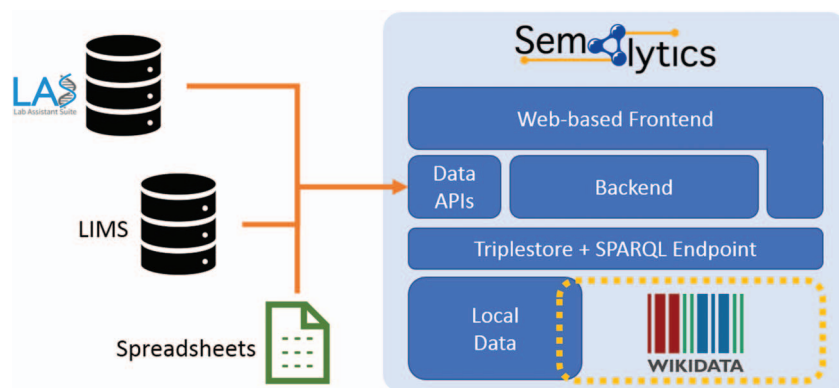 LAS
Lab Assistant Suite
LIMS
Spreadsheets
Semalytics
Web-based Frontend
Data
APIs
Backend
Triplestore + SPARQL Endpoint
Local
Data
WIKIDATA